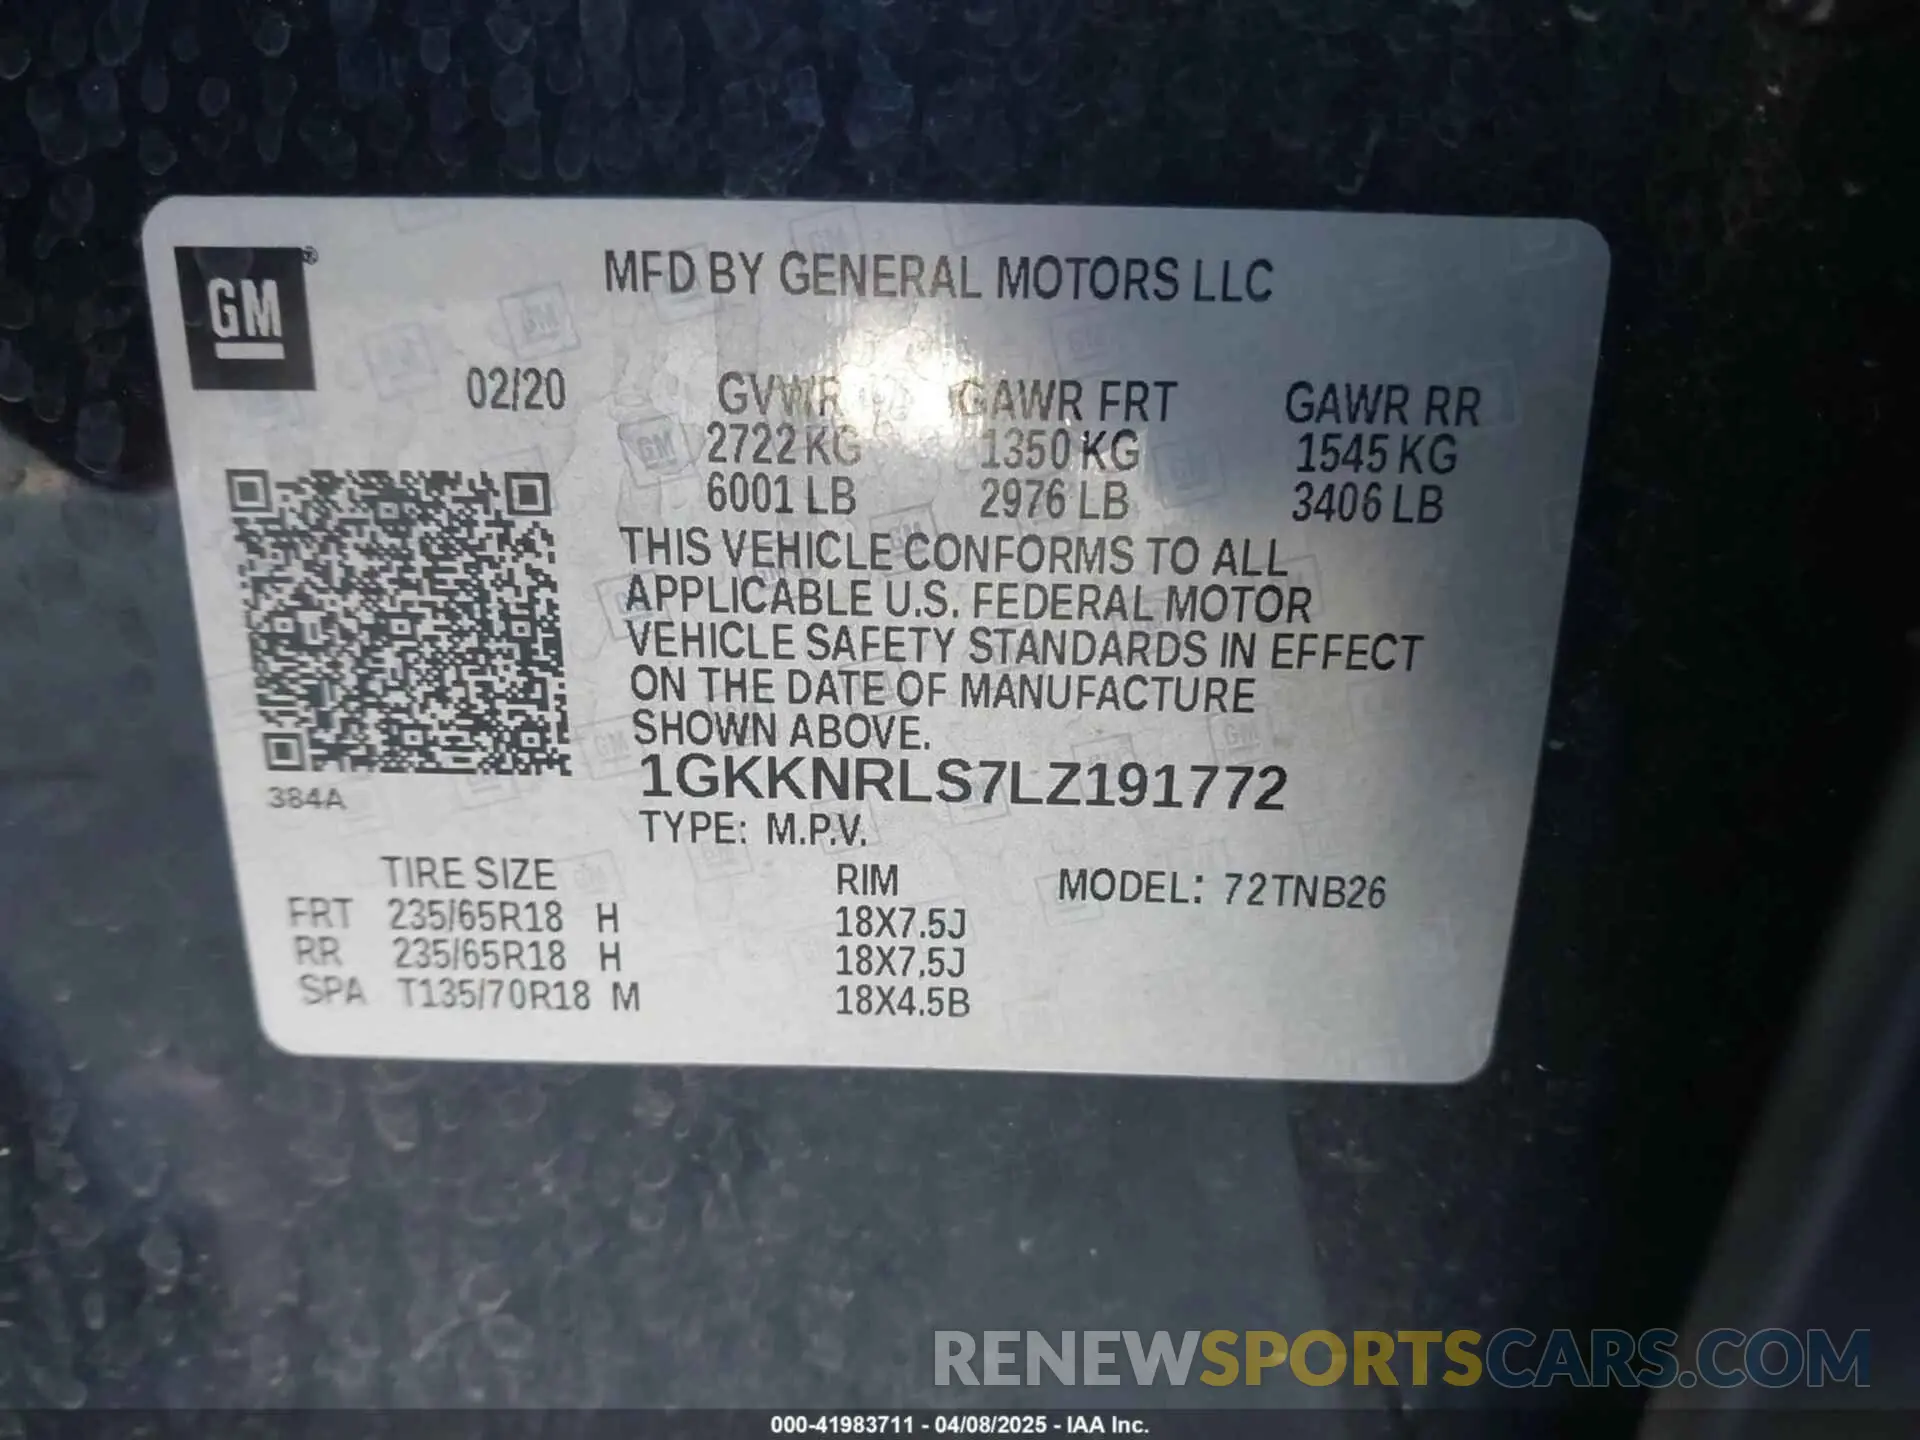 GM
MFD BY GENERAL MOTORS LLC
02/20 GVWR GAWR FRT GAWR RR
2722 KG 1350 KG 1545 KG
6001 LB 2976 LB 3406 LB
THIS VEHICLE CONFORMS TO ALL
APPLICABLE U.S. FEDERAL MOTOR
VEHICLE SAFETY STANDARDS IN EFFECT
ON THE DATE OF MANUFACTURE
SHOWN ABOVE.
1GKKNRLS7LZ191772
384A
TYPE: M.P.V.
TIRE SIZE RIM MODEL: 72TNB26
FRT 235/65R18 H 18X7.5J
RR 235/65R18 H 18X7.5J
SPA T135/70R18 M 18X4.5B
RENEWSPORTSCARS.COM
000-41983711 - 04/08/2025 - IAA Inc.